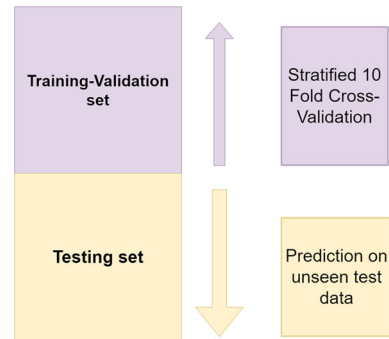 Training-Validation
set
Stratified 10
Fold Cross-
Validation
Testing set
Prediction on
unseen test
data